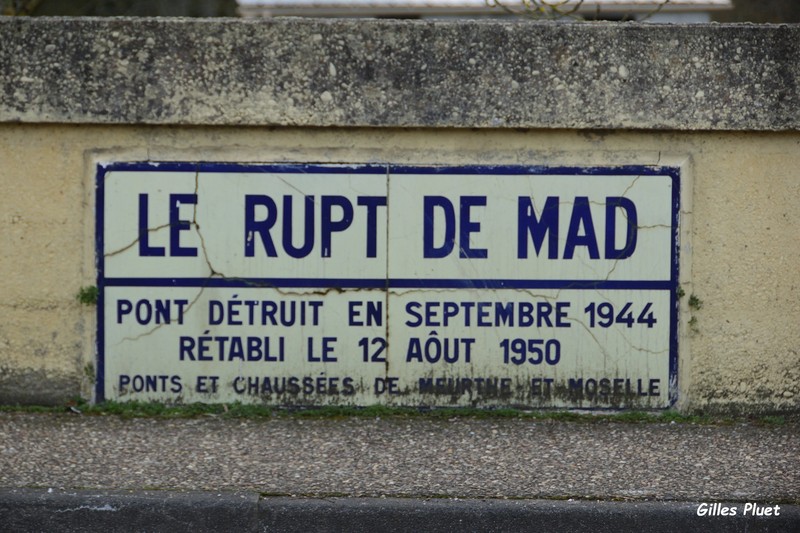 LE RUPT DE MAD
PONT DÉTRUIT EN SEPTEMBRE 1944
RÉTABLI LE 12 AÔUT 1950
PONTS ET CHAUSSÉES DE MEURTHE ET MOSELLE
Gilles Pluet